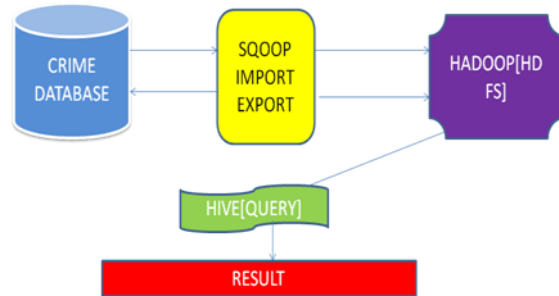 CRIME
DATABASE
SQOOP
IMPORT
EXPORT
HADOOP[HD
FS]
HIVE[QUERY]
RESULT